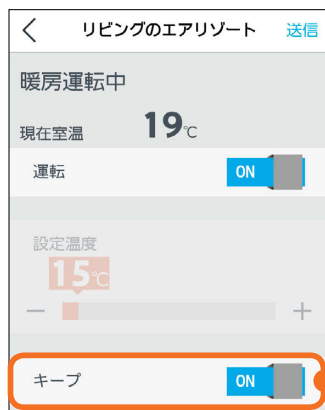 リビングのエアリゾート 送信
暖房運転中
現在室温 19℃
運転 ON
設定温度
15℃
− +
キープ ON